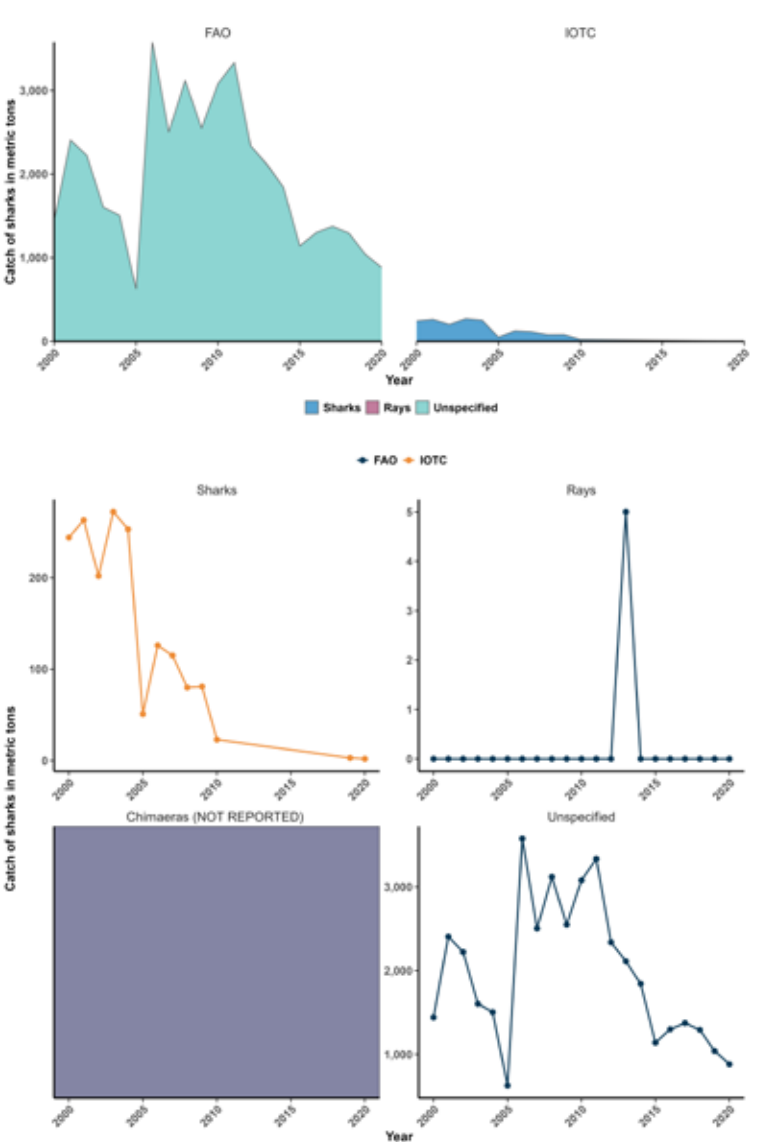 FAO
IOTC
Catch of sharks in metric tons
3,000
2,000
1,000
0
2000 2005 2010 2015 2020
2000 2005 2010 2015 2020
Year
Sharks Rays Unspecified
FAO IOTC
Sharks
Rays
Catch of sharks in metric tons
200
100
0
2000 2005 2010 2015 2020
5
4
3
2
1
0
2000 2005 2010 2015 2020
Chimaeras (NOT REPORTED)
Unspecified
2000 2005 2010 2015 2020
3,000
2,000
1,000
2000 2005 2010 2015 2020
Year